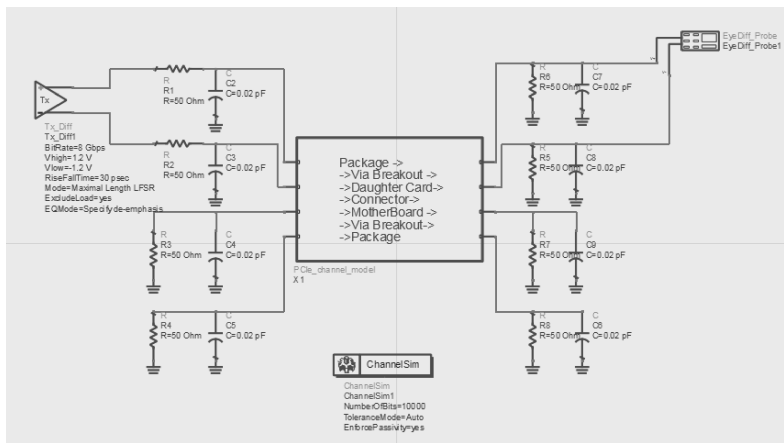 R
R1
R=50 Ohm
C
C2
C=0.02 pF
+
Tx
-
Tx_Diff
Tx_Diff1
BitRate=8 Gbps
Vhigh=1.2 V
Vlow=-1.2 V
RiseFallTime=30 psec
Mode=Maximal Length LFSR
ExcludeLoad=yes
EQMode=Specify de-emphasis
R
R2
R=50 Ohm
C
C3
C=0.02 pF
R
R3
R=50 Ohm
C
C4
C=0.02 pF
R
R4
R=50 Ohm
C
C5
C=0.02 pF
Package ->
->Via Breakout ->
->Daughter Card->
->Connector->
->MotherBoard ->
->Via Breakout->
->Package
PCIe_channel_model
X1
EyeDiff_Probe
EyeDiff_Probe1
R
R6
R=50 Ohm
C
C7
C=0.02 pF
R
R5
R=50 Ohm
C
C8
C=0.02 pF
R
R7
R=50 Ohm
C
C9
C=0.02 pF
R
R8
R=50 Ohm
C
C6
C=0.02 pF
ChannelSim
ChannelSim
ChannelSim1
NumberOfBits=10000
ToleranceMode=Auto
EnforcePassivity=yes